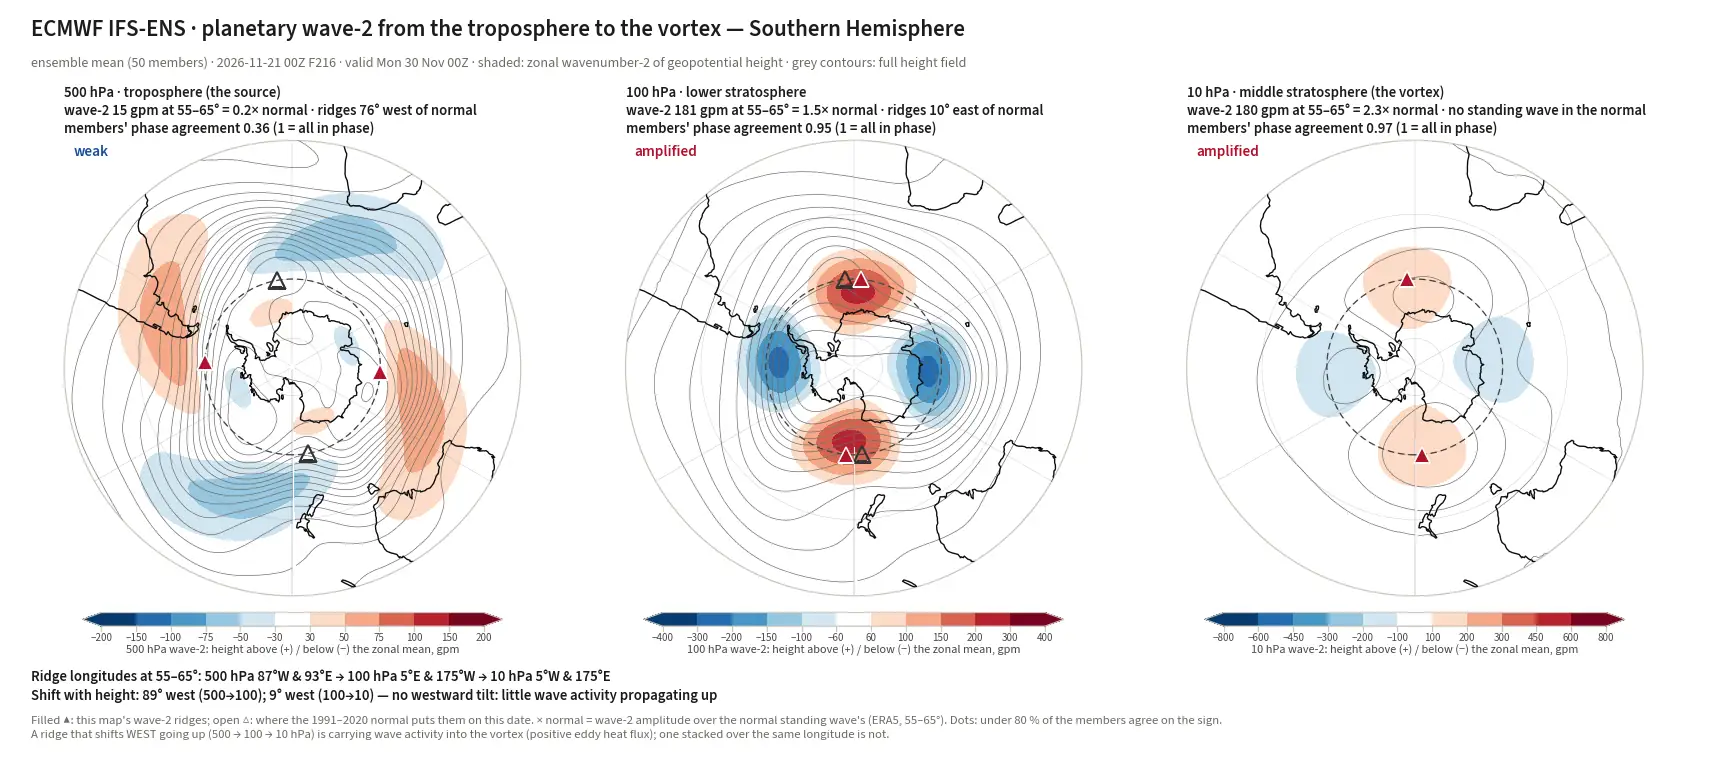 ECMWF IFS-ENS · planetary wave-2 from the troposphere to the vortex — Southern Hemisphere
ensemble mean (50 members) · 2026-11-21 00Z F216 · valid Mon 30 Nov 00Z · shaded: zonal wavenumber-2 of geopotential height · grey contours: full height field
500 hPa · troposphere (the source)
wave-2 15 gpm at 55–65° = 0.2× normal · ridges 76° west of normal
members' phase agreement 0.36 (1 = all in phase)
weak
100 hPa · lower stratosphere
wave-2 181 gpm at 55–65° = 1.5× normal · ridges 10° east of normal
members' phase agreement 0.95 (1 = all in phase)
amplified
10 hPa · middle stratosphere (the vortex)
wave-2 180 gpm at 55–65° = 2.3× normal · no standing wave in the normal
members' phase agreement 0.97 (1 = all in phase)
amplified
−200 −150 −100 −75 −50 −30 30 50 75 100 150 200
500 hPa wave-2: height above (+) / below (−) the zonal mean, gpm
−400 −300 −200 −150 −100 −60 60 100 150 200 300 400
100 hPa wave-2: height above (+) / below (−) the zonal mean, gpm
−800 −600 −450 −300 −200 −100 100 200 300 450 600 800
10 hPa wave-2: height above (+) / below (−) the zonal mean, gpm
Ridge longitudes at 55–65°: 500 hPa 87°W & 93°E → 100 hPa 5°E & 175°W → 10 hPa 5°W & 175°E
Shift with height: 89° west (500→100); 9° west (100→10) — no westward tilt: little wave activity propagating up
Filled ▲: this map's wave-2 ridges; open △: where the 1991–2020 normal puts them on this date. × normal = wave-2 amplitude over the normal standing wave's (ERA5, 55–65°). Dots: under 80 % of the members agree on the sign.
A ridge that shifts WEST going up (500 → 100 → 10 hPa) is carrying wave activity into the vortex (positive eddy heat flux); one stacked over the same longitude is not.